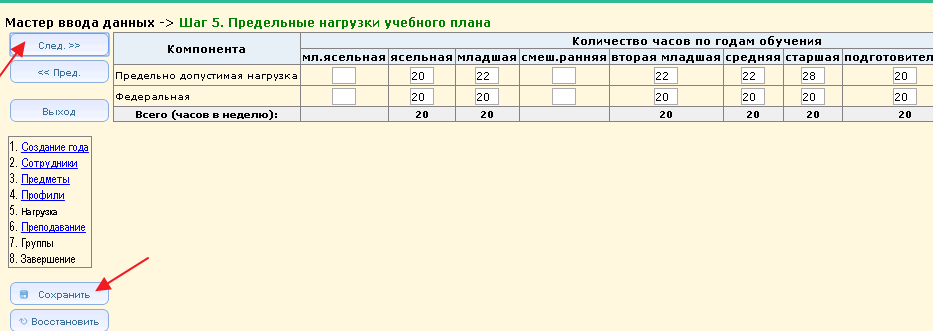 Мастер ввода данных -> Шаг 5. Предельные нагрузки учебного плана
След. >>
<< Пред.
Выход
Компонента Количество часов по годам обучения
мл.ясельная ясельная младшая смеш.ранняя вторая младшая средняя старшая подготовител
Предельно допустимая нагрузка 20 22 22 22 28 20
Федеральная 20 20 20 20 20 20
Всего (часов в неделю): 20 20 20 20 20 20
1. Создание года
2. Сотрудники
3. Предметы
4. Профили
5. Нагрузка
6. Преподавание
7. Группы
8. Завершение
Сохранить
Восстановить